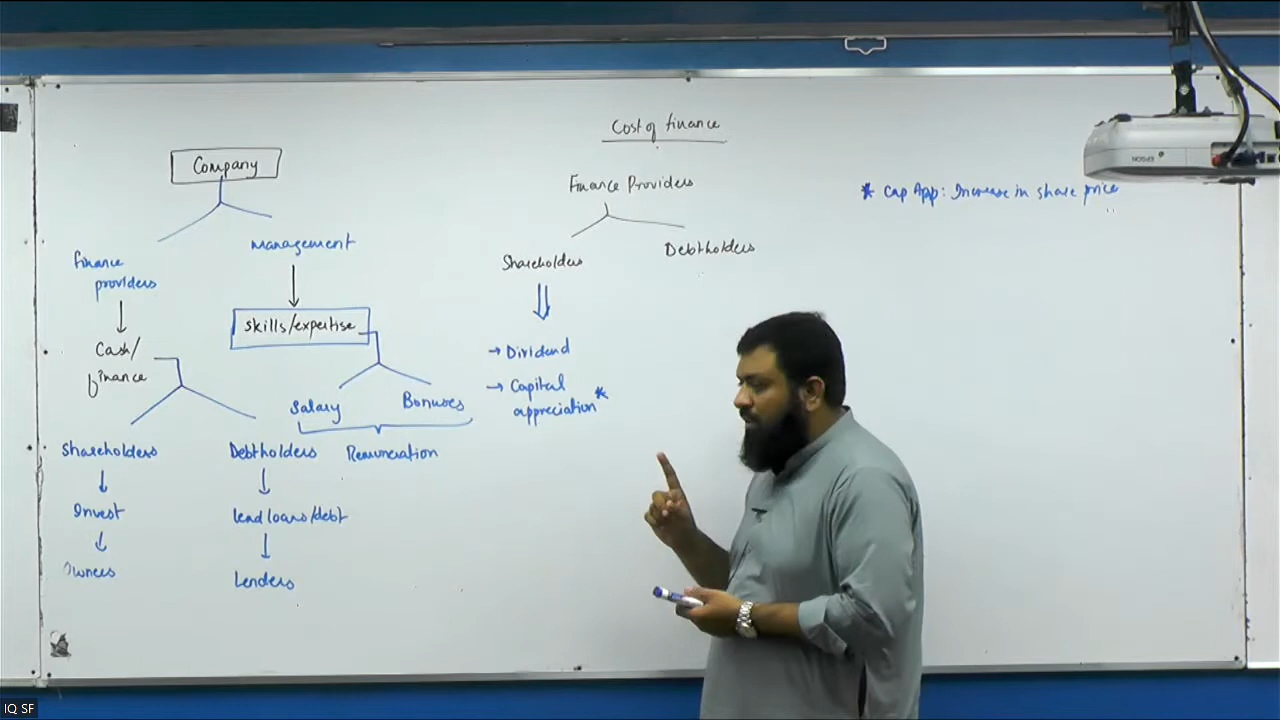 Cost of finance
Company
Finance Providers
* Cap App: Increase in share price
management
finance
providers
Shareholders
Debtholders
skills/expertise
Cash/
finance
→ Dividend
→ Capital
appreciation *
Salary
Bonuses
Remuneration
Shareholders
Debtholders
Invest
lend loans/debt
Owners
Lenders
EPSON
IQ SF